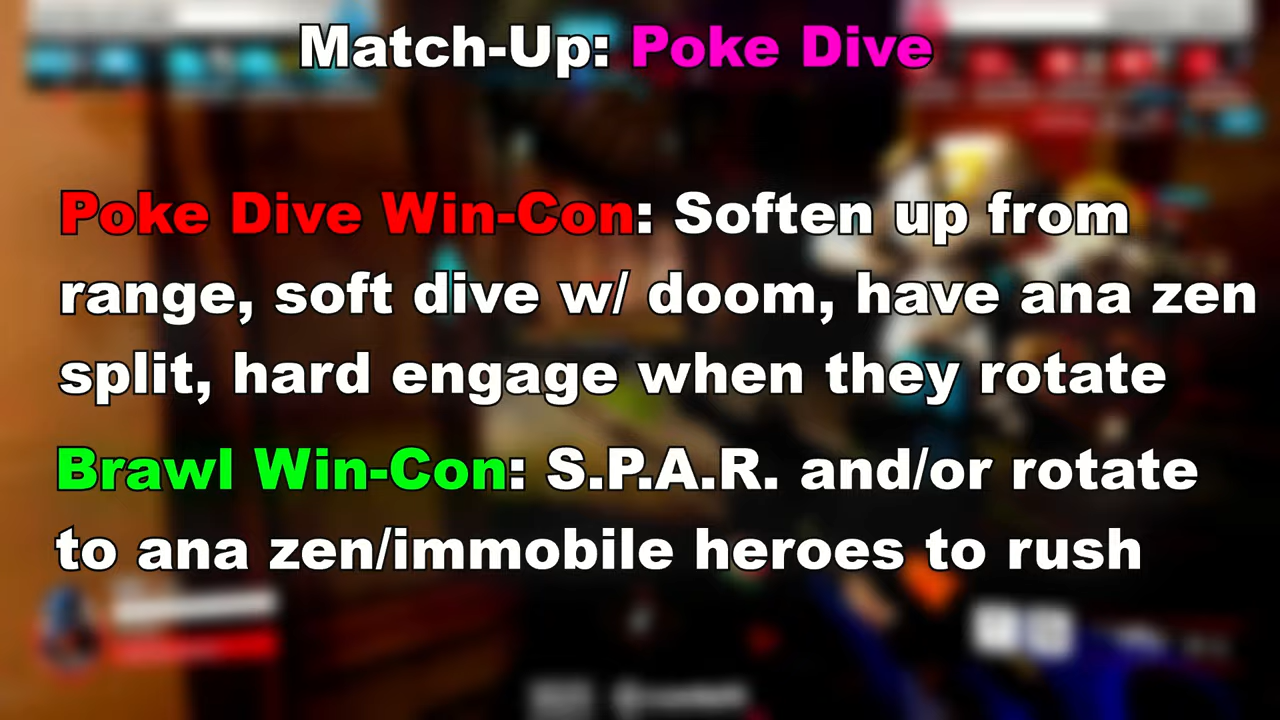 Match-Up: Poke Dive
Poke Dive Win-Con: Soften up from
range, soft dive w/ doom, have ana zen
split, hard engage when they rotate
Brawl Win-Con: S.P.A.R. and/or rotate
to ana zen/immobile heroes to rush